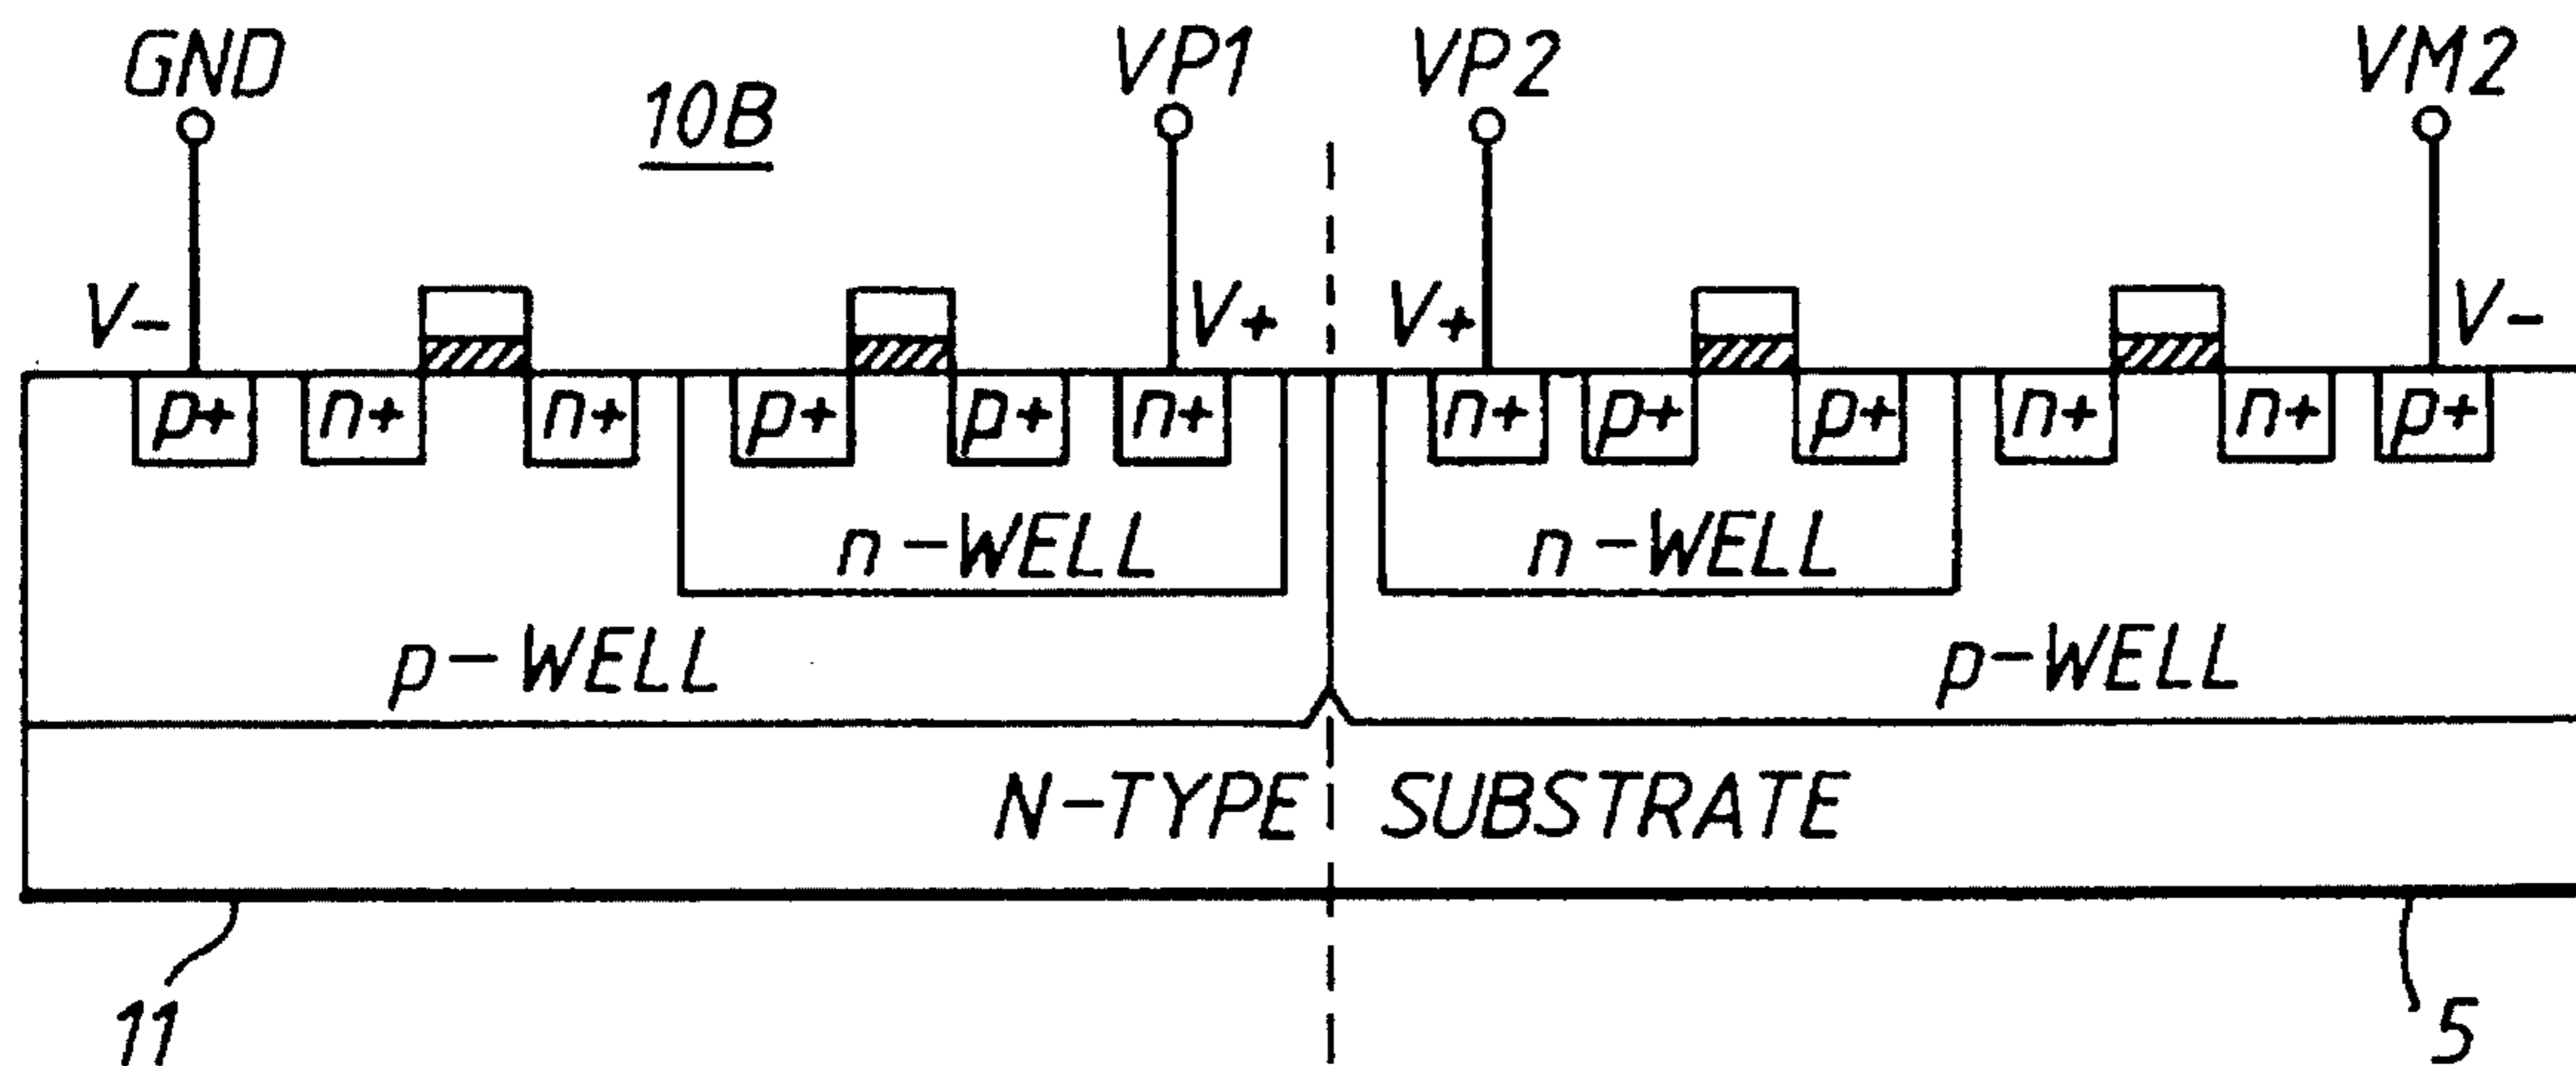 GND
10B
VP1
VP2
VM2
V-
V+
V+
V-
p+
n+
n+
p+
p+
n+
n+
p+
p+
n+
n+
p+
n-WELL
n-WELL
p-WELL
p-WELL
N-TYPE SUBSTRATE
11
5